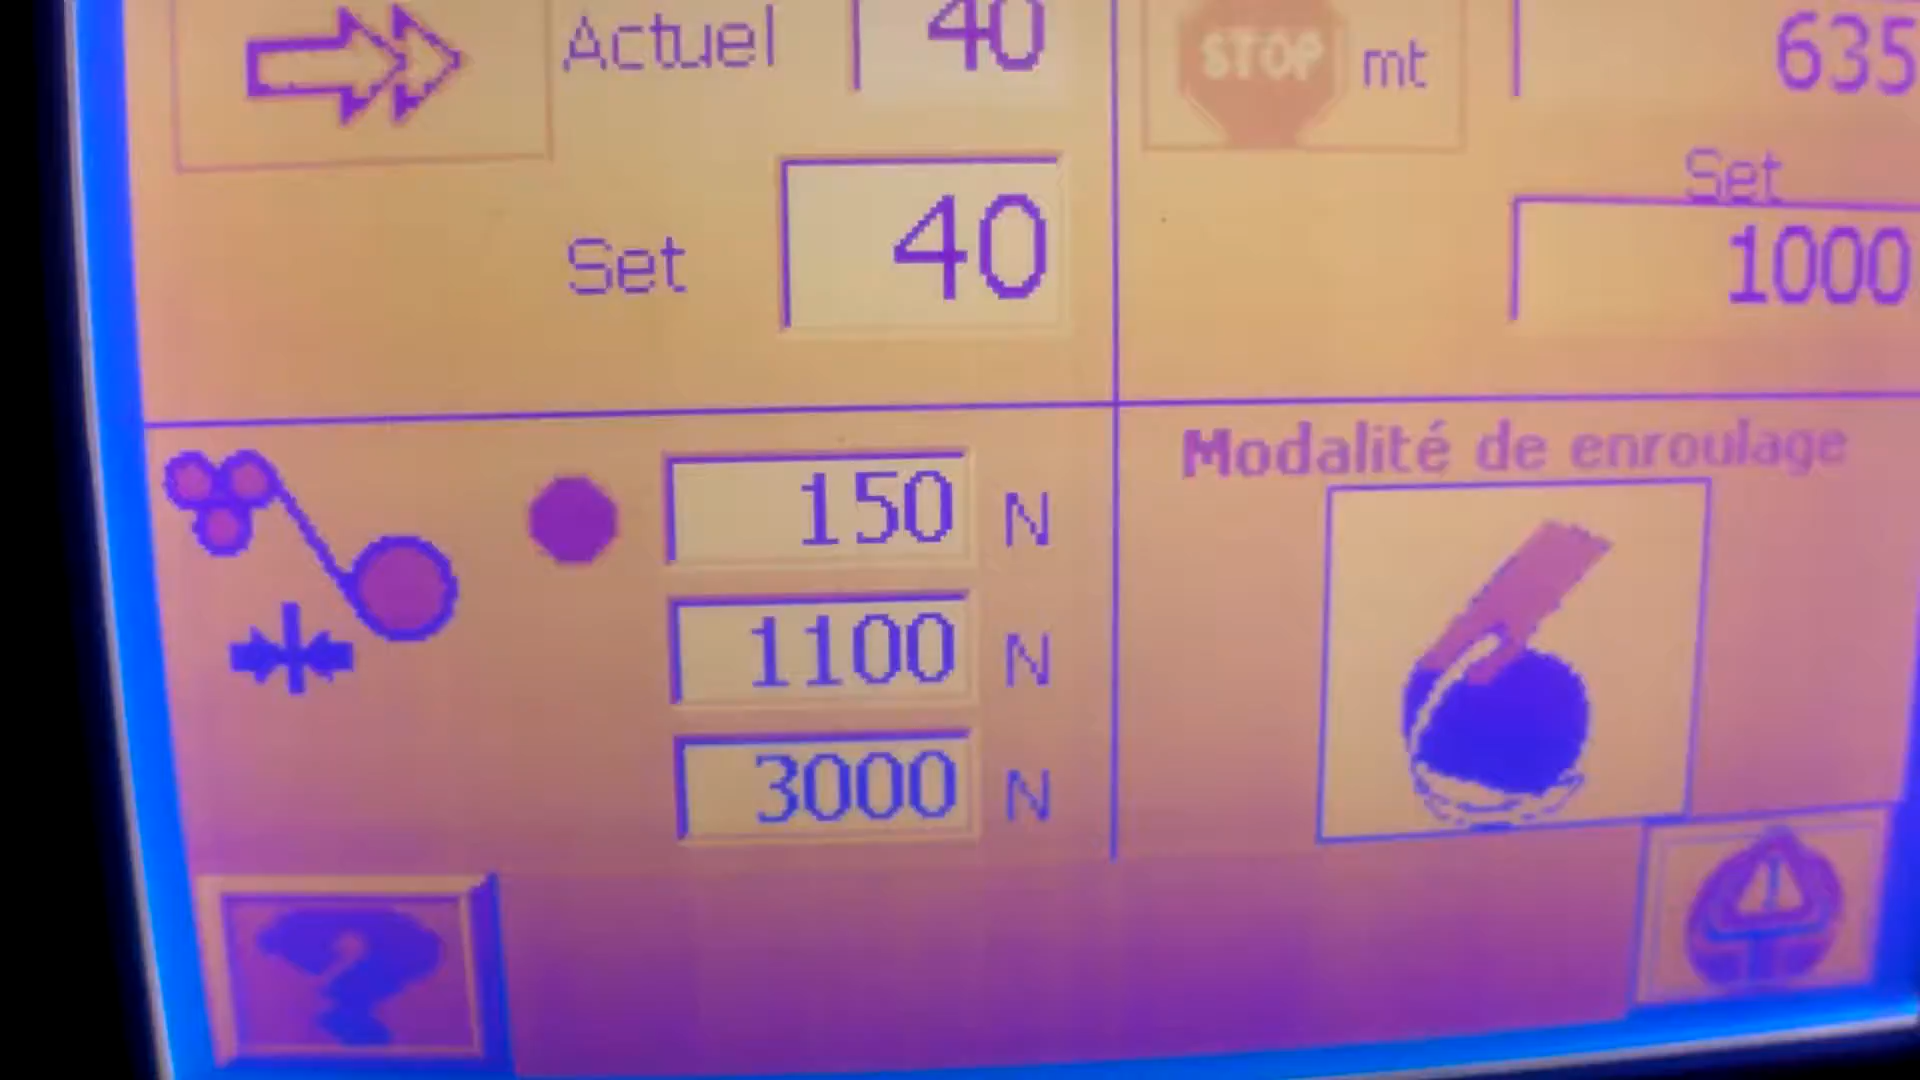 Actuel 40
Set 40
STOP mt 635
Set
1000
150 N
1100 N
3000 N
Modalité de enroulage
?